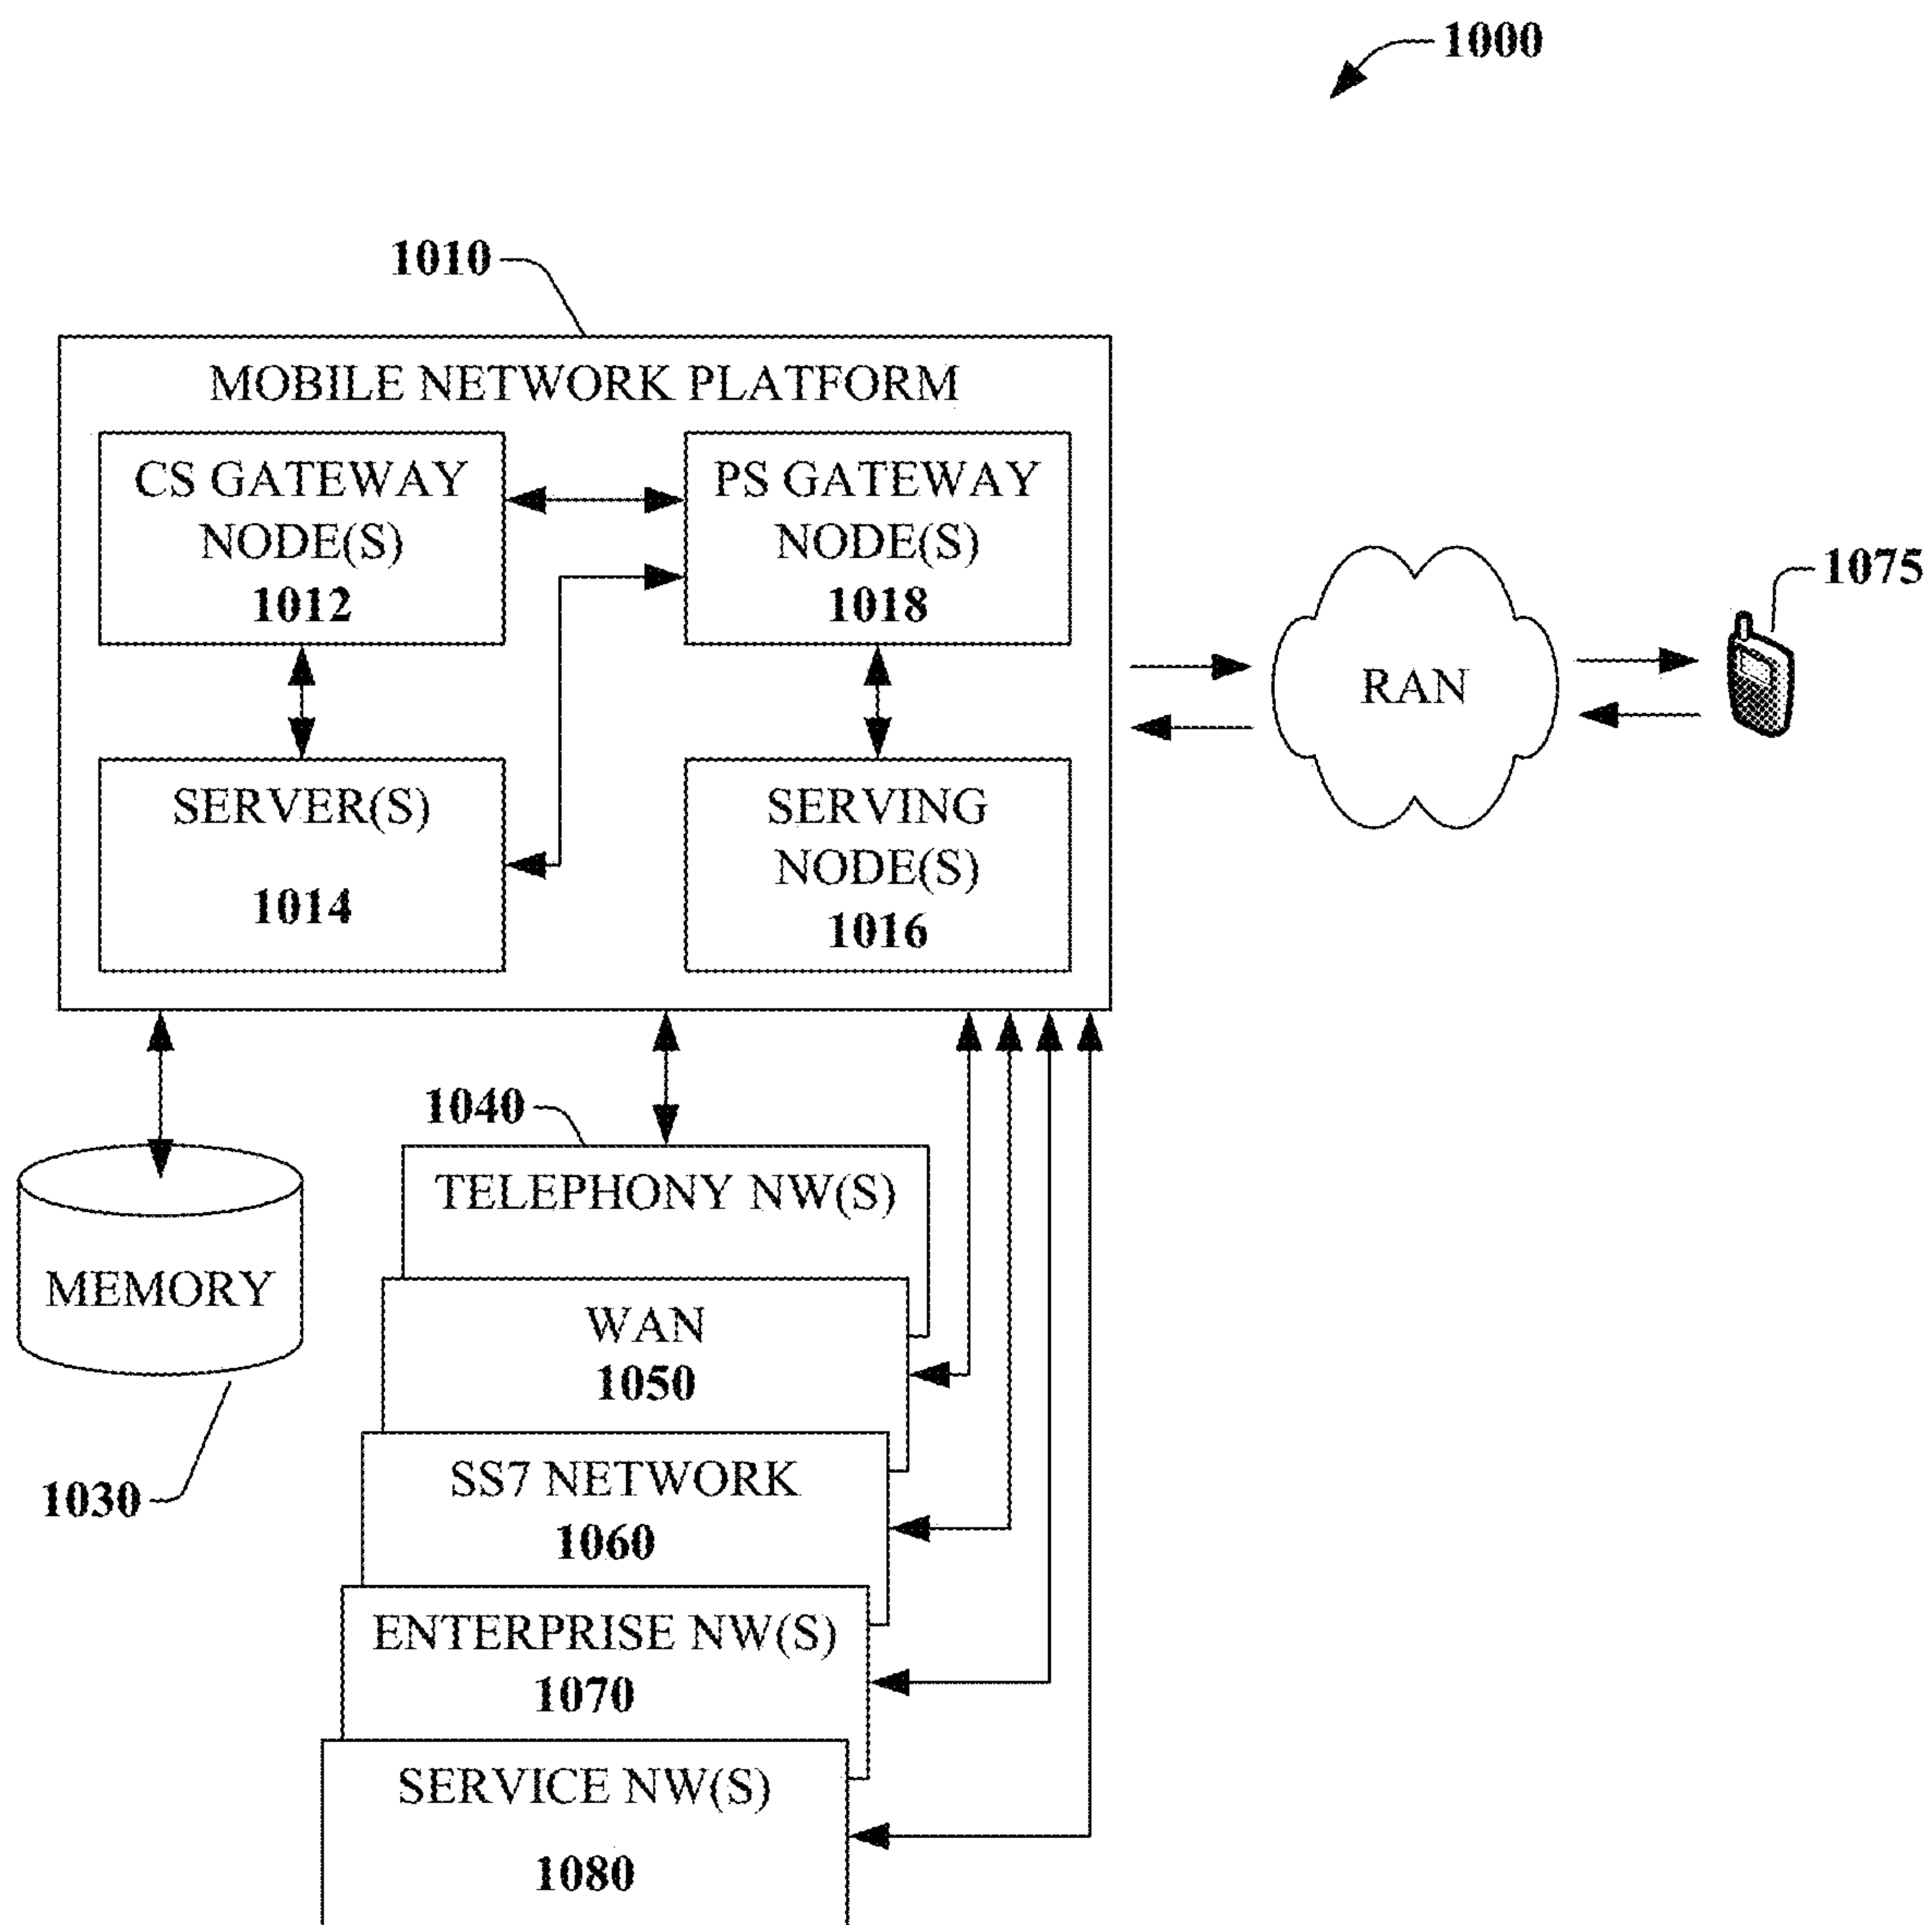 1000
1010
MOBILE NETWORK PLATFORM
CS GATEWAY
NODE(S)
1012
PS GATEWAY
NODE(S)
1018
SERVER(S)
1014
SERVING
NODE(S)
1016
RAN
1075
1040
TELEPHONY NW(S)
MEMORY
1030
WAN
1050
SS7 NETWORK
1060
ENTERPRISE NW(S)
1070
SERVICE NW(S)
1080